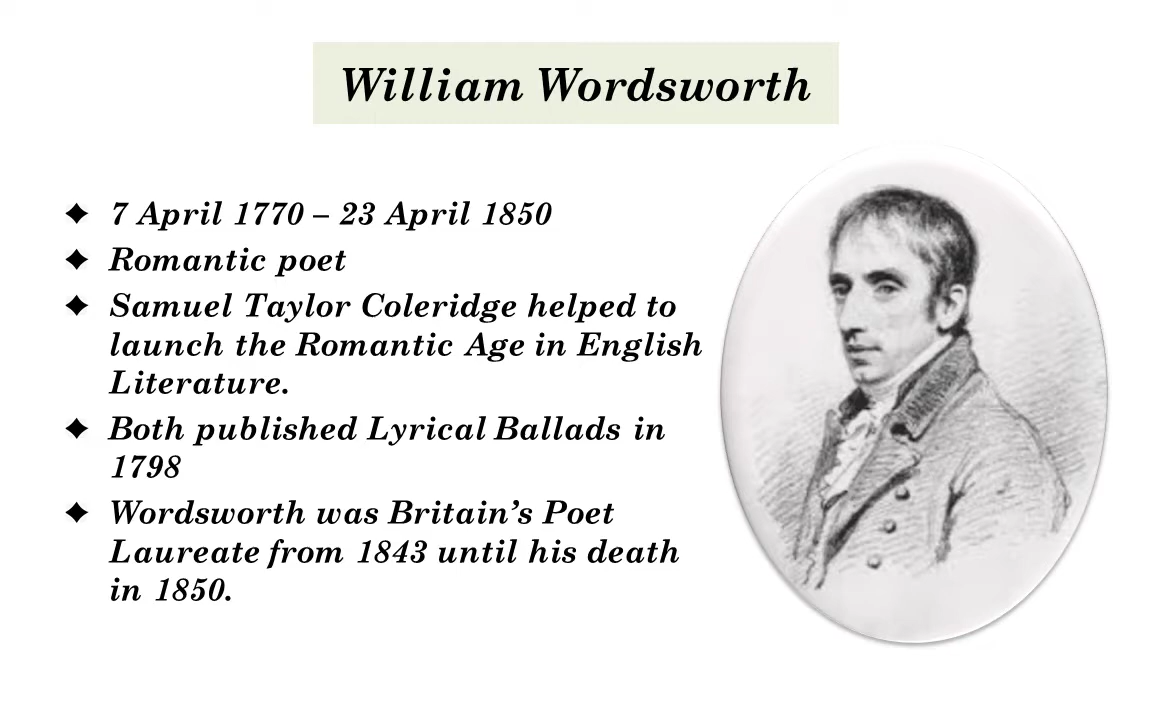 William Wordsworth
✦ 7 April 1770 – 23 April 1850
✦ Romantic poet
✦ Samuel Taylor Coleridge helped to
launch the Romantic Age in English
Literature.
✦ Both published Lyrical Ballads in
1798
✦ Wordsworth was Britain’s Poet
Laureate from 1843 until his death
in 1850.